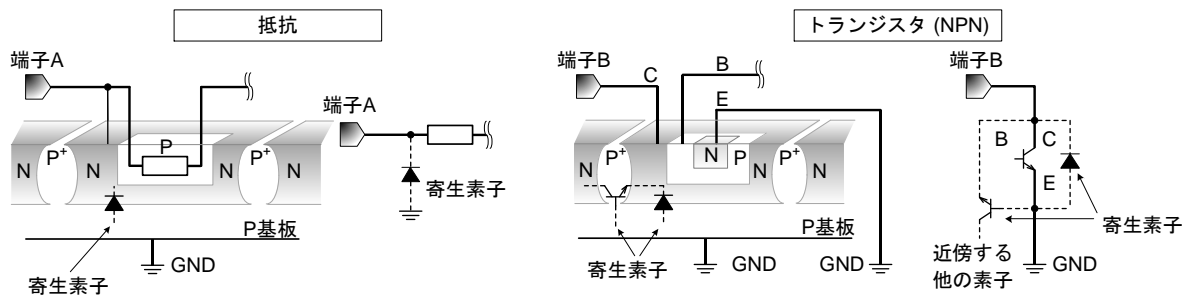 抵抗
端子A
N
P+
N
P
N
P+
N
P基板
GND
寄生素子
端子A
寄生素子
トランジスタ (NPN)
端子B
C
B
E
N
P+
N
N
P
N
P+
N
P基板
寄生素子
GND
GND
端子B
B
C
E
寄生素子
近傍する
他の素子
GND